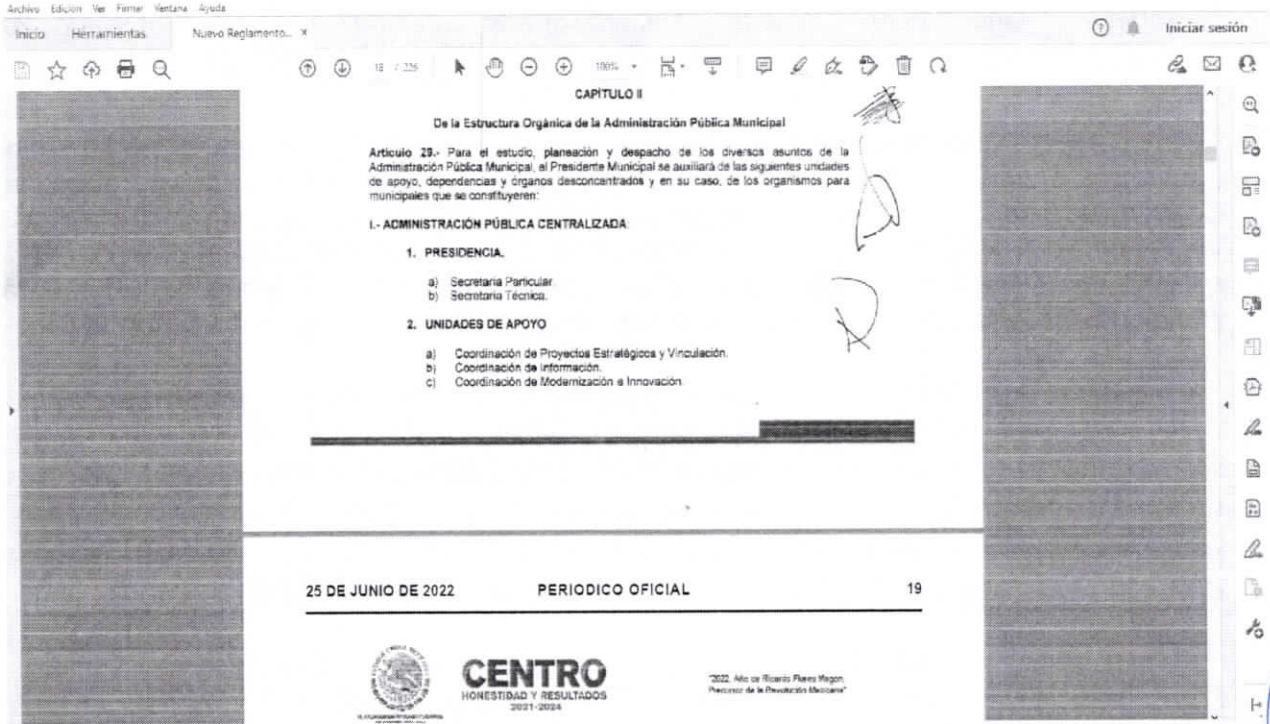 Archivo Edición Ver Firmar Ventana Ayuda
Inicio Herramientas Nuevo Reglamento... × Iniciar sesión
18 / 226 100%
CAPÍTULO II
De la Estructura Orgánica de la Administración Pública Municipal
Artículo 29.- Para el estudio, planeación y despacho de los diversos asuntos de la
Administración Pública Municipal, el Presidente Municipal se auxiliará de las siguientes unidades
de apoyo, dependencias y órganos desconcentrados y en su caso, de los organismos para
municipales que se constituyeren:
I.- ADMINISTRACIÓN PÚBLICA CENTRALIZADA:
1. PRESIDENCIA.
a) Secretaría Particular.
b) Secretaría Técnica.
2. UNIDADES DE APOYO
a) Coordinación de Proyectos Estratégicos y Vinculación.
b) Coordinación de Información.
c) Coordinación de Modernización e Innovación.
25 DE JUNIO DE 2022 PERIODICO OFICIAL 19
CENTRO
HONESTIDAD Y RESULTADOS
2021-2024
"2022, Año de Ricardo Flores Magón,
Precursor de la Revolución Mexicana"